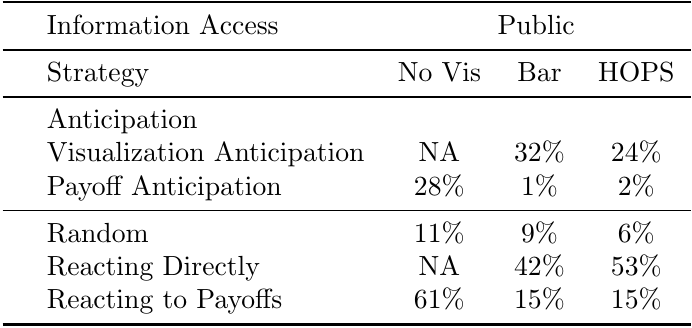 Information Access Public
Strategy No Vis Bar HOPS
Anticipation
Visualization Anticipation NA 32% 24%
Payoff Anticipation 28% 1% 2%
Random 11% 9% 6%
Reacting Directly NA 42% 53%
Reacting to Payoffs 61% 15% 15%